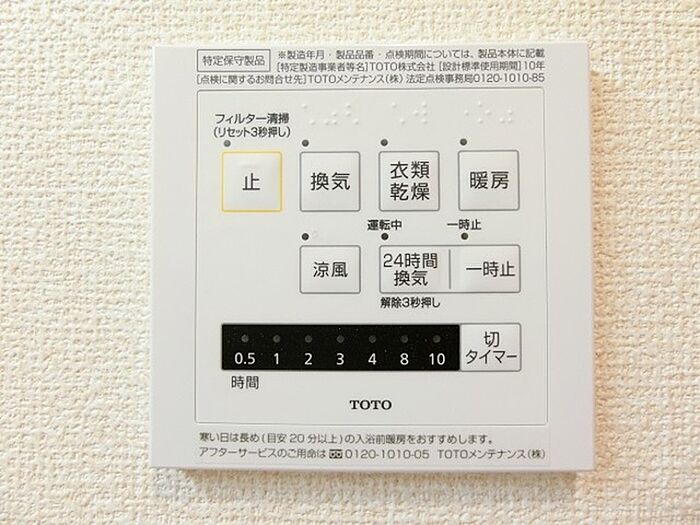 特定保守製品 ※製造年月・製品品番・点検期間については、製品本体に記載
[特定製造事業者等名]TOTO株式会社 [設計標準使用期間]10年
[点検に関するお問合せ先]TOTOメンテナンス(株) 法定点検事務局0120-1010-85
フィルター清掃
(リセット3秒押し)
止 換気 衣類乾燥 暖房
運転中 一時止
涼風 24時間換気 一時止
解除3秒押し
0.5 1 2 3 4 8 10 切タイマー
時間
TOTO
寒い日は長め(目安20分以上)の入浴前暖房をおすすめします。
アフターサービスのご用命は 0120-1010-05 TOTOメンテナンス(株)